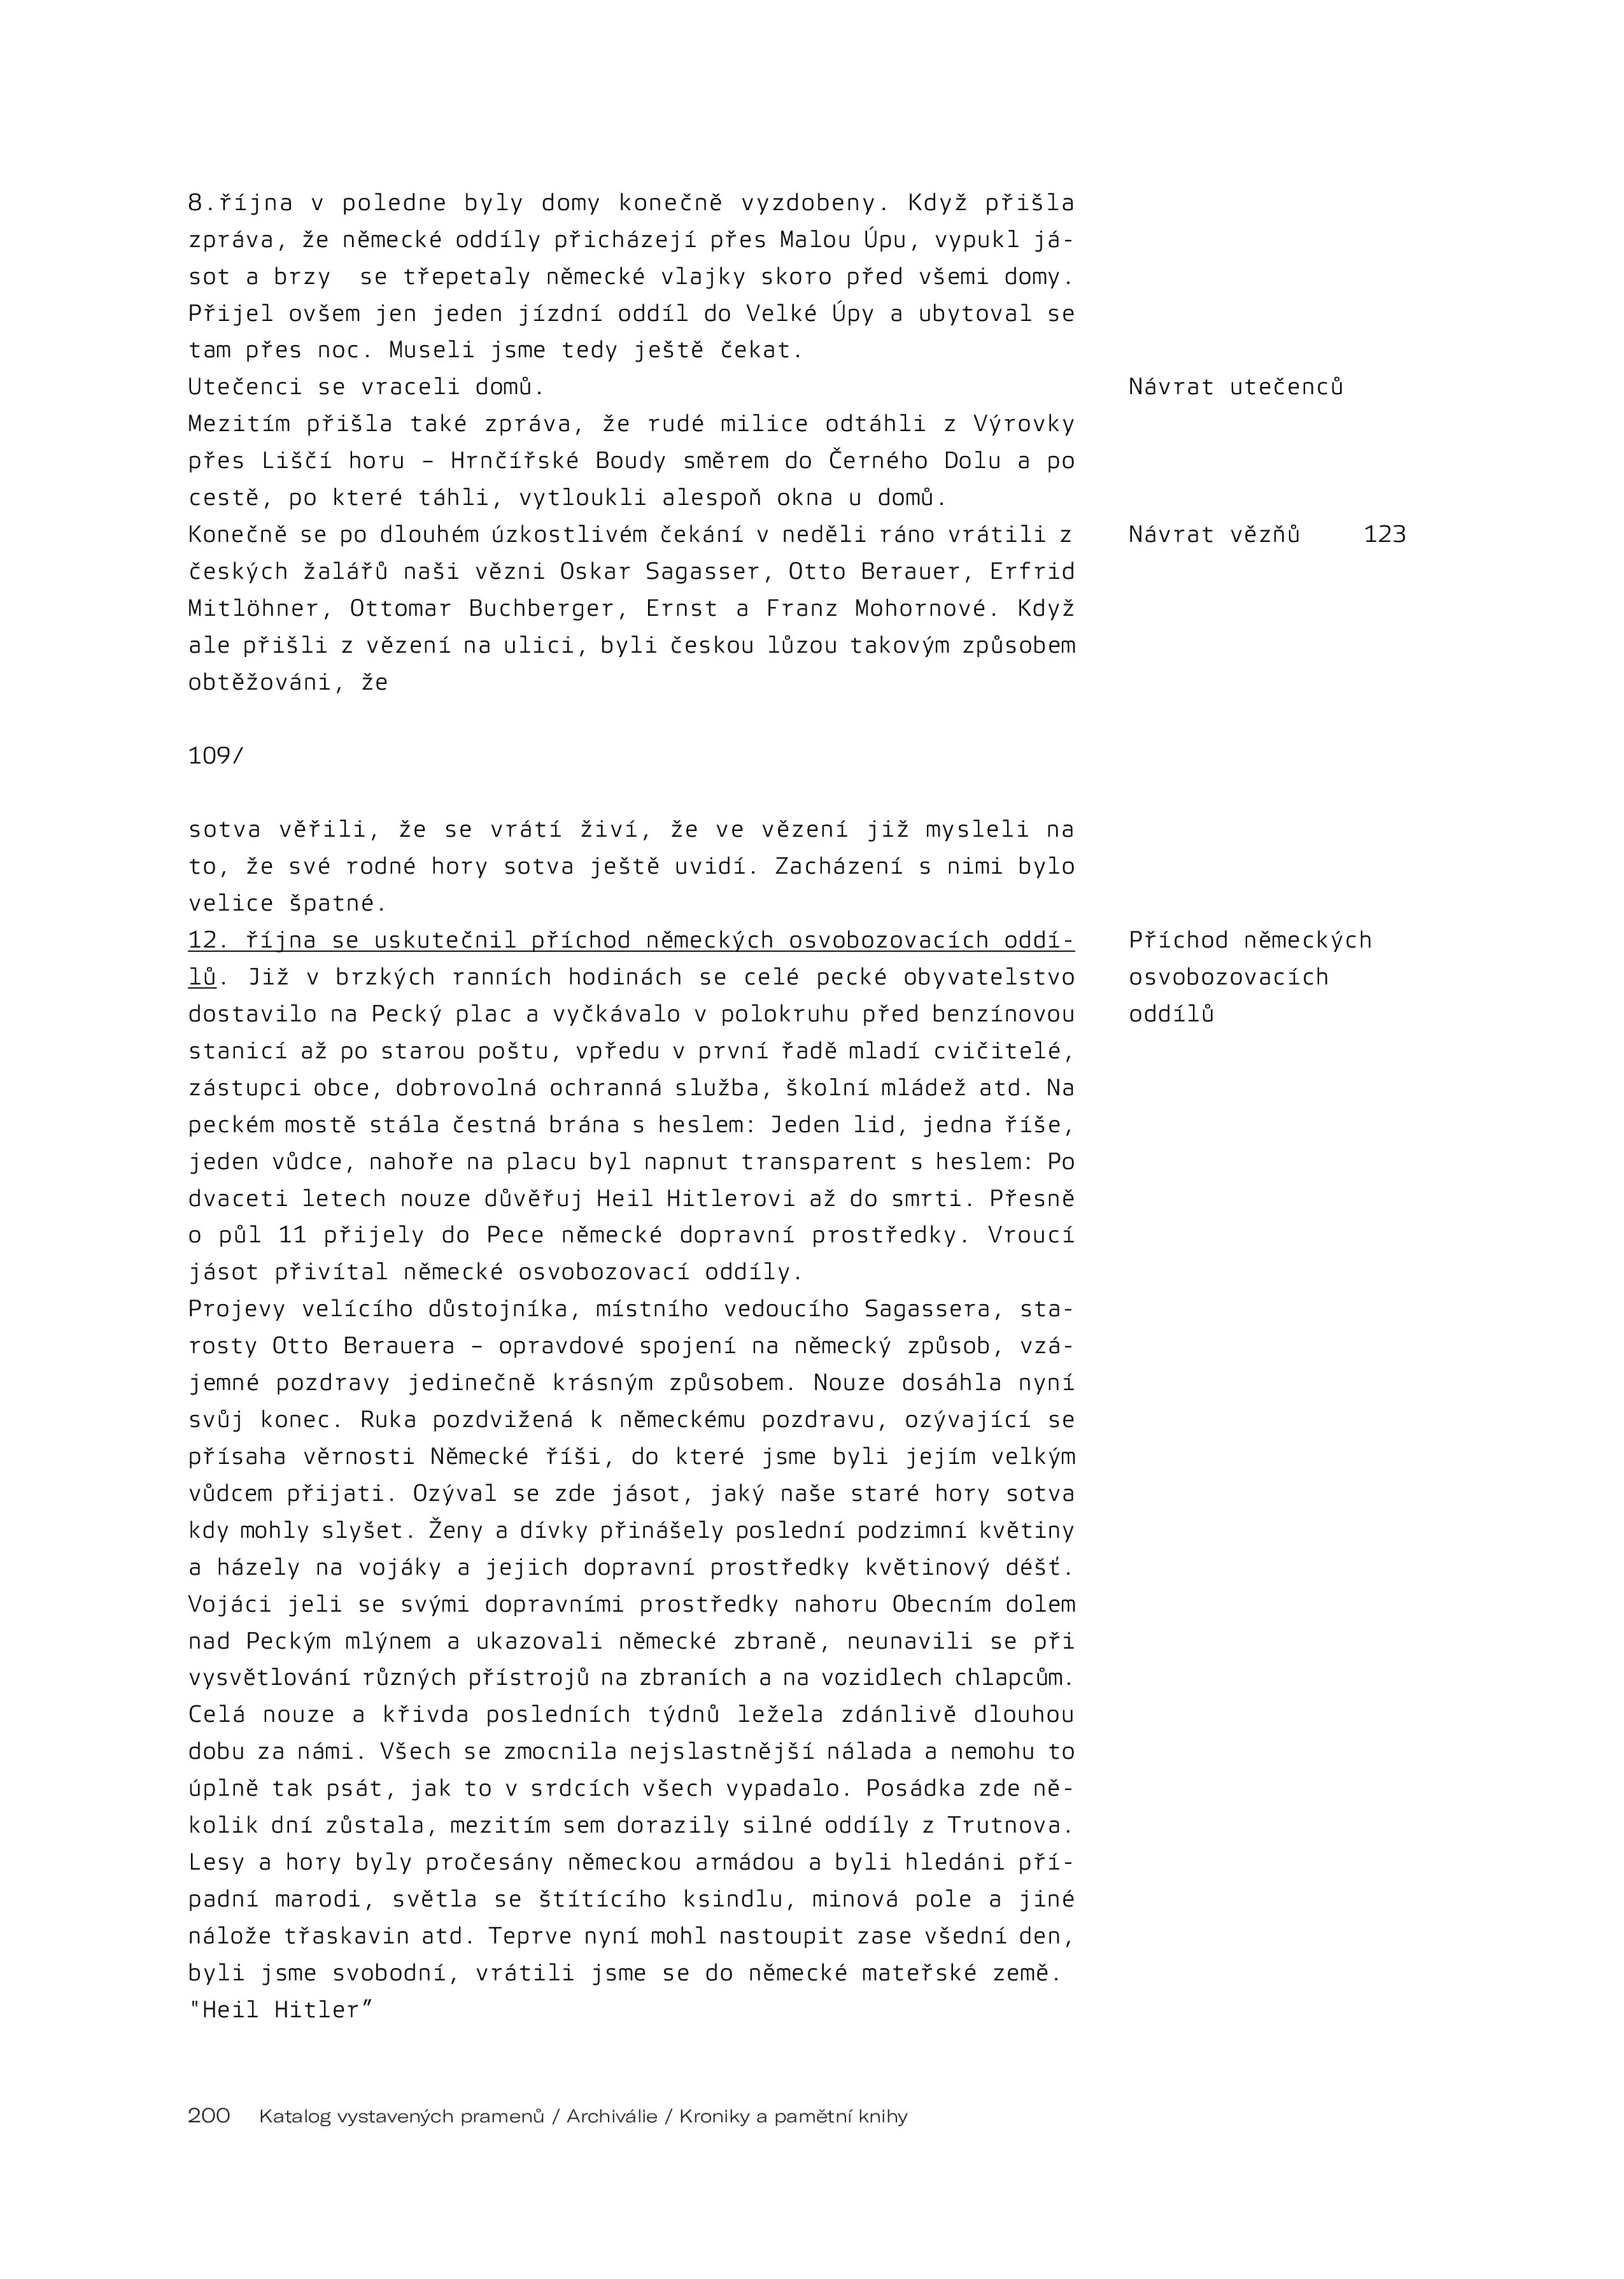 8.října v poledne byly domy konečně vyzdobeny. Když přišla
zpráva, že německé oddíly přicházejí přes Malou Úpu, vypukl já-
sot a brzy  se třepetaly německé vlajky skoro před všemi domy.
Přijel ovšem jen jeden jízdní oddíl do Velké Úpy a ubytoval se
tam přes noc. Museli jsme tedy ještě čekat.
Utečenci se vraceli domů.
Návrat utečenců
Mezitím přišla také zpráva, že rudé milice odtáhli z Výrovky
přes Liščí horu – Hrnčířské Boudy směrem do Černého Dolu a po
cestě, po které táhli, vytloukli alespoň okna u domů.
Konečně se po dlouhém úzkostlivém čekání v neděli ráno vrátili z
Návrat vězňů 123
českých žalářů naši vězni Oskar Sagasser, Otto Berauer, Erfrid
Mitlöhner, Ottomar Buchberger, Ernst a Franz Mohornové. Když
ale přišli z vězení na ulici, byli českou lůzou takovým způsobem
obtěžováni, že
109/
sotva věřili, že se vrátí živí, že ve vězení již mysleli na
to, že své rodné hory sotva ještě uvidí. Zacházení s nimi bylo
velice špatné.
12. října se uskutečnil příchod německých osvobozovacích oddí-
lů. Již v brzkých ranních hodinách se celé pecké obyvatelstvo
dostavilo na Pecký plac a vyčkávalo v polokruhu před benzínovou
Příchod německých
osvobozovacích
oddílů
stanicí až po starou poštu, vpředu v první řadě mladí cvičitelé,
zástupci obce, dobrovolná ochranná služba, školní mládež atd. Na
peckém mostě stála čestná brána s heslem: Jeden lid, jedna říše,
jeden vůdce, nahoře na placu byl napnut transparent s heslem: Po
dvaceti letech nouze důvěřuj Heil Hitlerovi až do smrti. Přesně
o půl 11 přijely do Pece německé dopravní prostředky. Vroucí
jásot přivítal německé osvobozovací oddíly.
Projevy velícího důstojníka, místního vedoucího Sagassera, sta-
rosty Otto Berauera – opravdové spojení na německý způsob, vzá-
jemné pozdravy jedinečně krásným způsobem. Nouze dosáhla nyní
svůj konec. Ruka pozdvižená k německému pozdravu, ozývající se
přísaha věrnosti Německé říši, do které jsme byli jejím velkým
vůdcem přijati. Ozýval se zde jásot, jaký naše staré hory sotva
kdy mohly slyšet. Ženy a dívky přinášely poslední podzimní květiny
a házely na vojáky a jejich dopravní prostředky květinový déšť.
Vojáci jeli se svými dopravními prostředky nahoru Obecním dolem
nad Peckým mlýnem a ukazovali německé zbraně, neunavili se při
vysvětlování různých přístrojů na zbraních a na vozidlech chlapcům.
Celá nouze a křivda posledních týdnů ležela zdánlivě dlouhou
dobu za námi. Všech se zmocnila nejslastnější nálada a nemohu to
úplně tak psát, jak to v srdcích všech vypadalo. Posádka zde ně-
kolik dní zůstala, mezitím sem dorazily silné oddíly z Trutnova.
Lesy a hory byly pročesány německou armádou a byli hledáni pří-
padní marodi, světla se štítícího ksindlu, minová pole a jiné
nálože třaskavin atd. Teprve nyní mohl nastoupit zase všední den,
byli jsme svobodní, vrátili jsme se do německé mateřské země.
"Heil Hitler”
200 Katalog vystavených pramenů / Archiválie / Kroniky a pamětní knihy